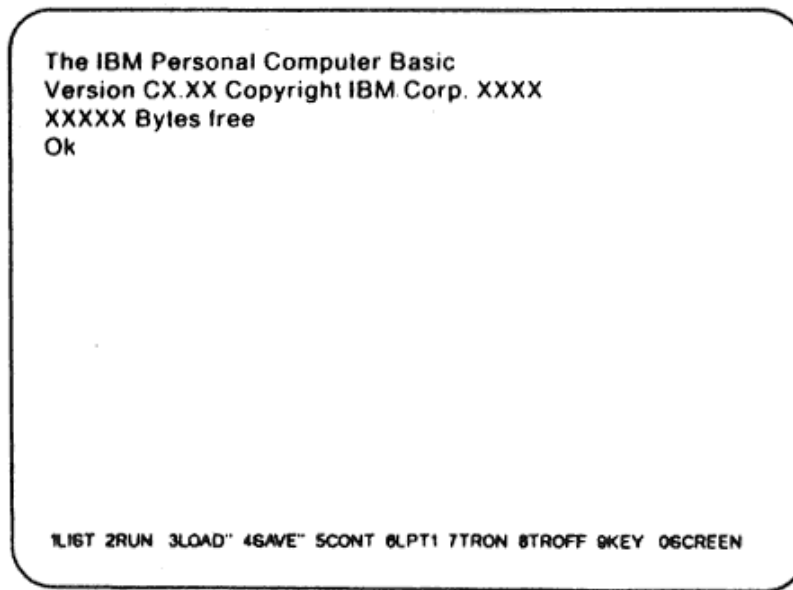 The IBM Personal Computer Basic
Version CX.XX Copyright IBM Corp. XXXX
XXXXX Bytes free
Ok
1LIST 2RUN 3LOAD" 4SAVE" 5CONT 6LPT1 7TRON 8TROFF 9KEY 0SCREEN